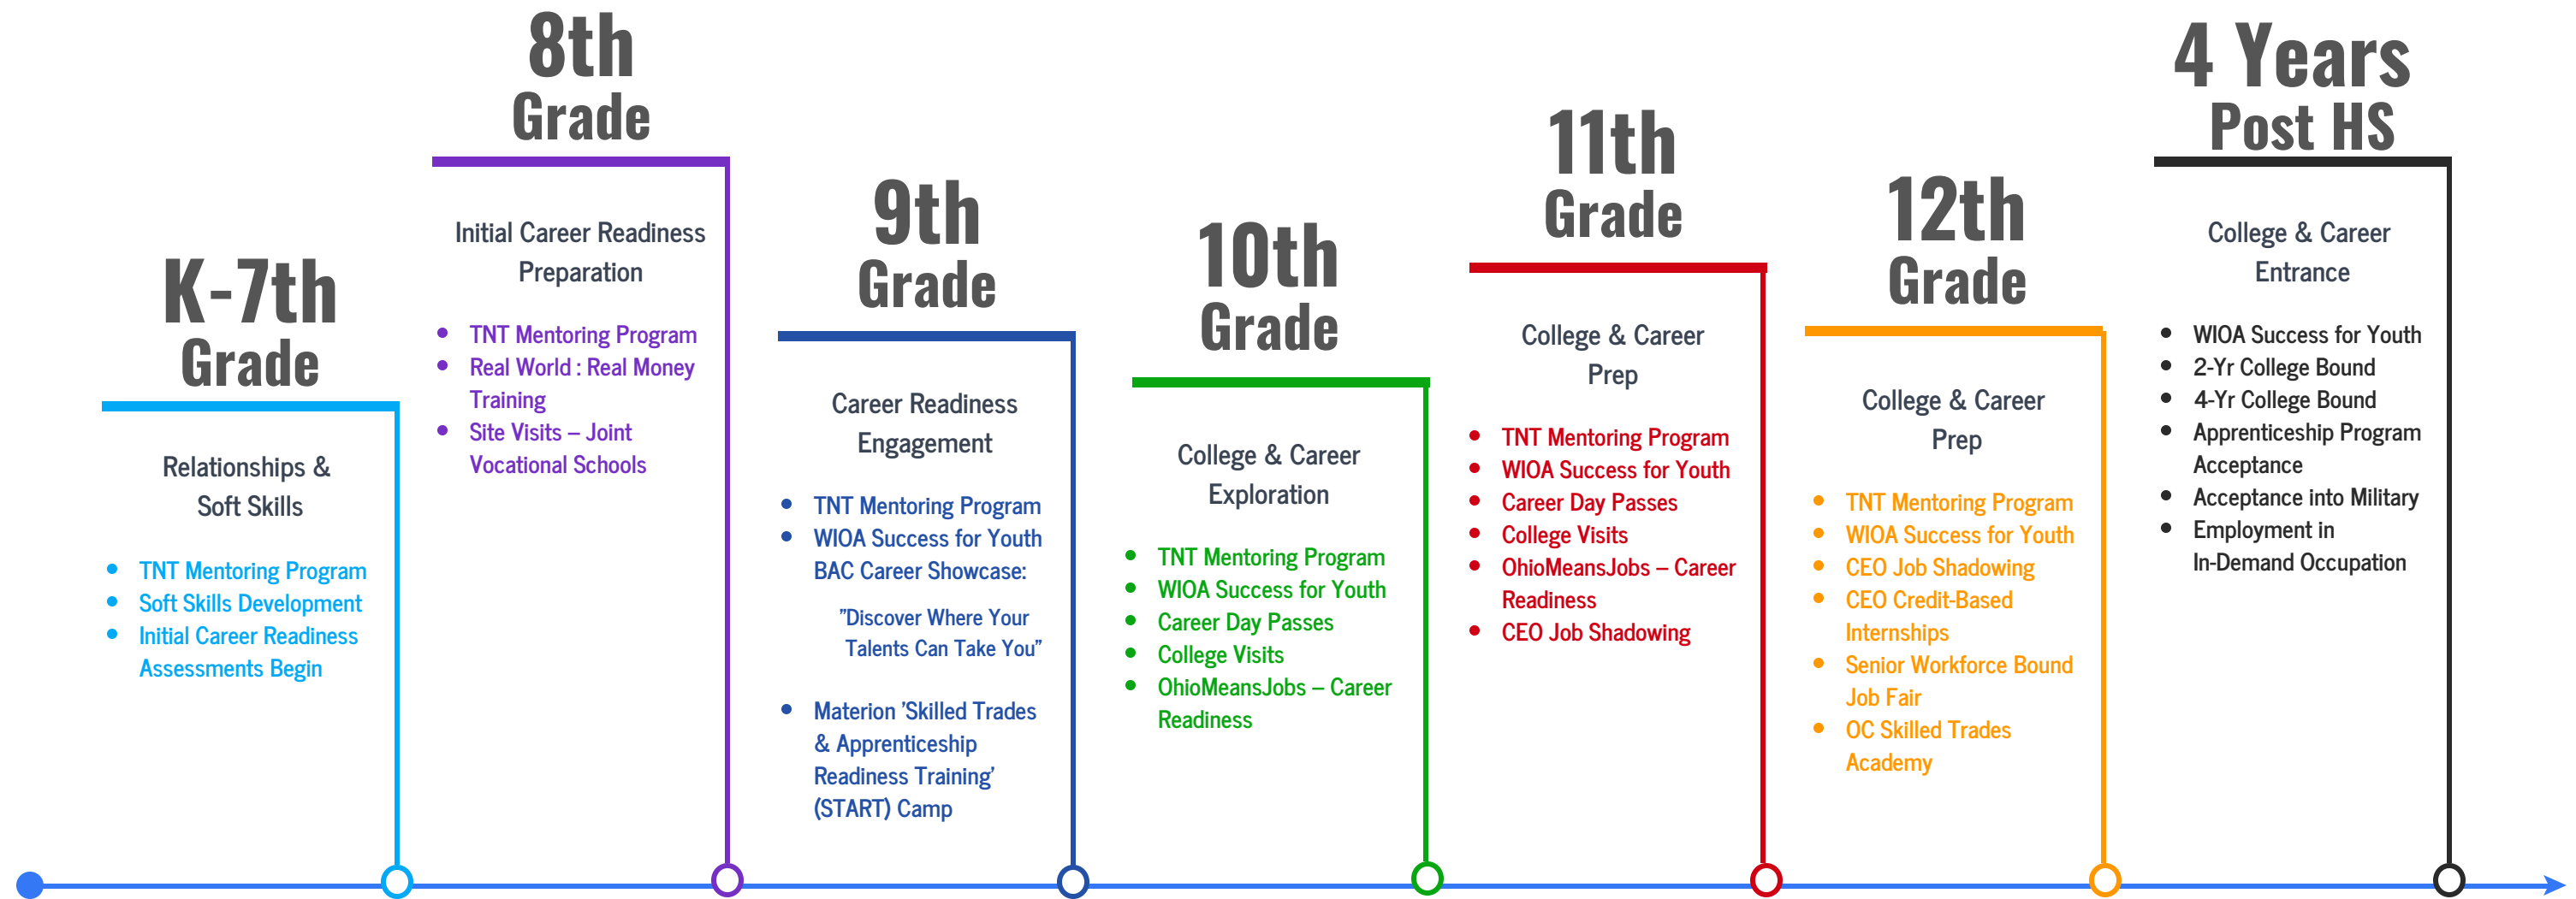 K-7th
Grade
Relationships &
Soft Skills
• TNT Mentoring Program
• Soft Skills Development
• Initial Career Readiness
Assessments Begin
8th
Grade
Initial Career Readiness
Preparation
• TNT Mentoring Program
• Real World : Real Money
Training
• Site Visits – Joint
Vocational Schools
9th
Grade
Career Readiness
Engagement
• TNT Mentoring Program
• WIOA Success for Youth
BAC Career Showcase:
"Discover Where Your
Talents Can Take You"
• Materion 'Skilled Trades
& Apprenticeship
Readiness Training'
(START) Camp
10th
Grade
College & Career
Exploration
• TNT Mentoring Program
• WIOA Success for Youth
• Career Day Passes
• College Visits
• OhioMeansJobs – Career
Readiness
11th
Grade
College & Career
Prep
• TNT Mentoring Program
• WIOA Success for Youth
• Career Day Passes
• College Visits
• OhioMeansJobs – Career
Readiness
• CEO Job Shadowing
12th
Grade
College & Career
Prep
• TNT Mentoring Program
• WIOA Success for Youth
• CEO Job Shadowing
• CEO Credit-Based
Internships
• Senior Workforce Bound
Job Fair
• OC Skilled Trades
Academy
4 Years
Post HS
College & Career
Entrance
• WIOA Success for Youth
• 2-Yr College Bound
• 4-Yr College Bound
• Apprenticeship Program
Acceptance
• Acceptance into Military
• Employment in
In-Demand Occupation